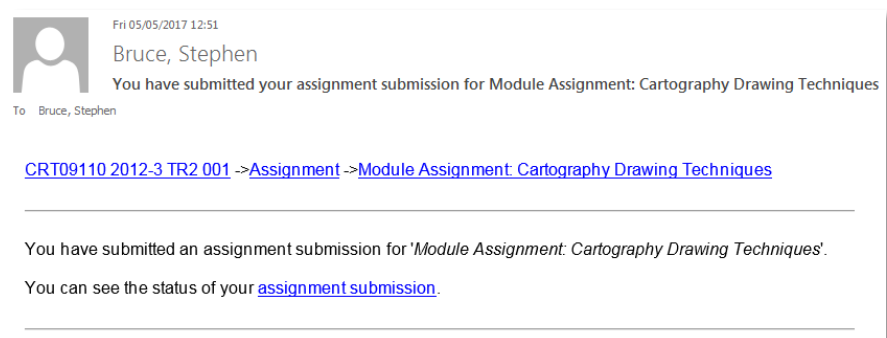 Fri 05/05/2017 12:51
Bruce, Stephen
You have submitted your assignment submission for Module Assignment: Cartography Drawing Techniques
To Bruce, Stephen
CRT09110 2012-3 TR2 001 ->Assignment ->Module Assignment: Cartography Drawing Techniques
You have submitted an assignment submission for 'Module Assignment: Cartography Drawing Techniques'.
You can see the status of your assignment submission.